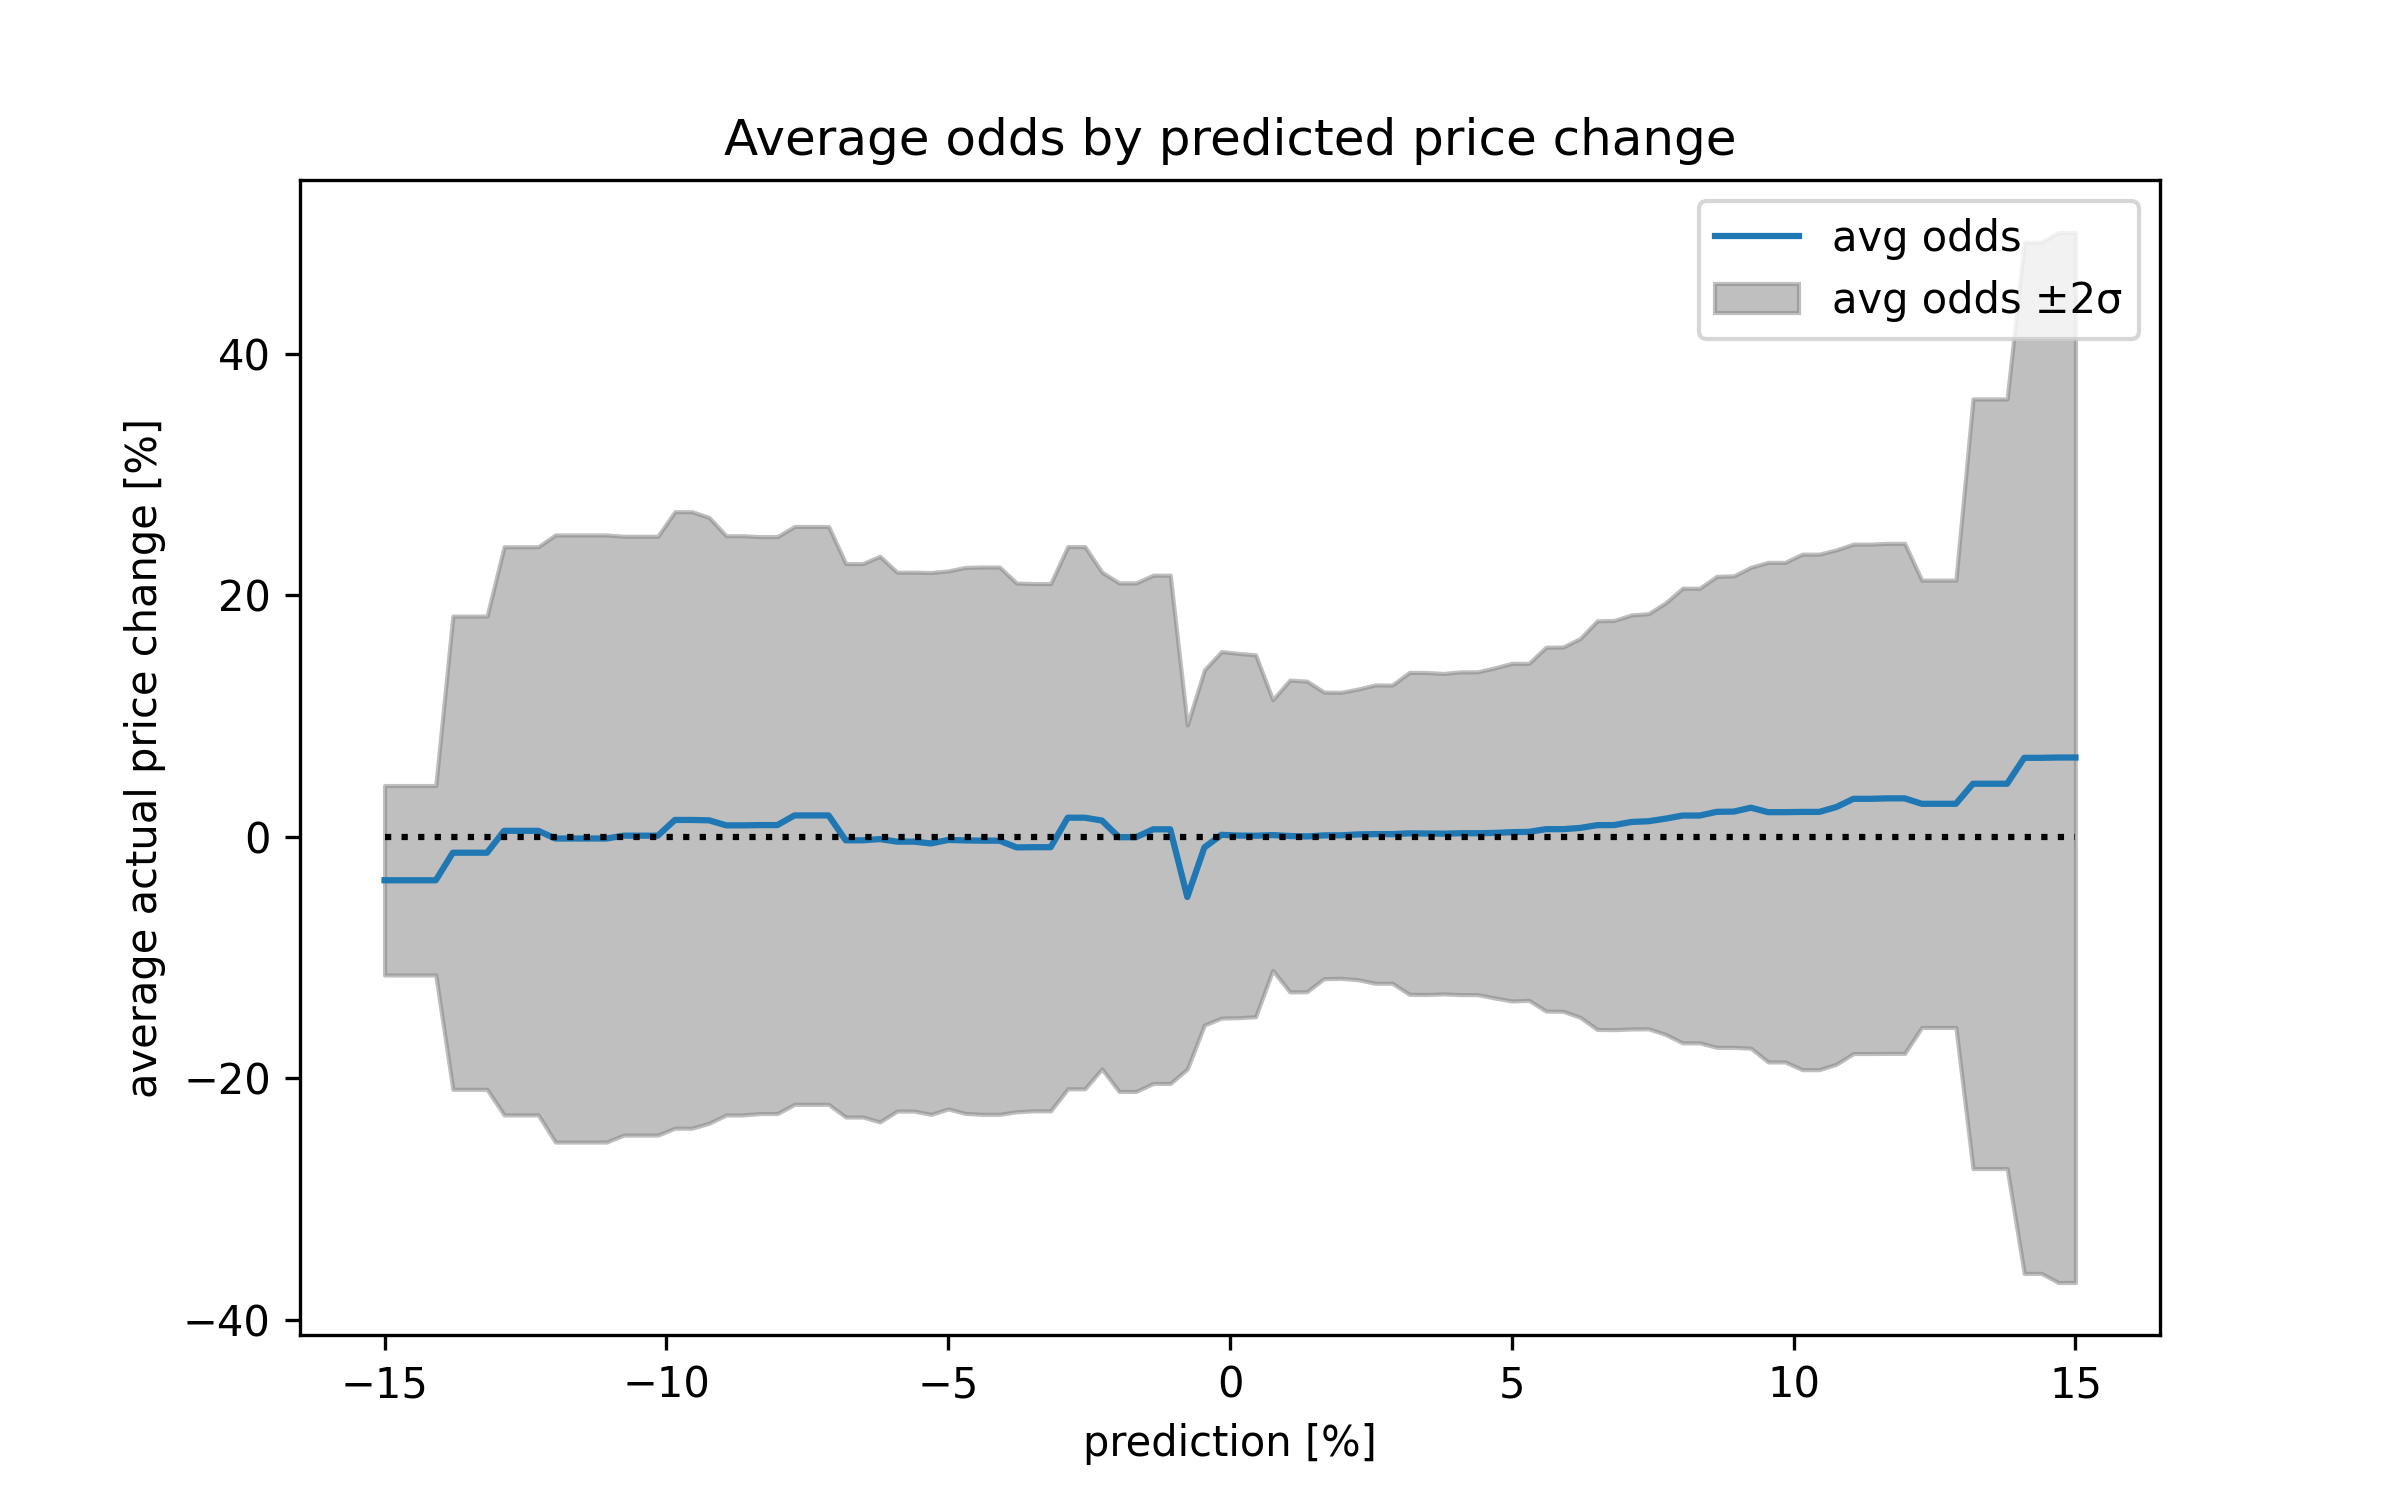 Average odds by predicted price change
avg odds
avg odds ±2σ
average actual price change [%]
40
20
0
−20
−40
−15
−10
−5
0
5
10
15
prediction [%]